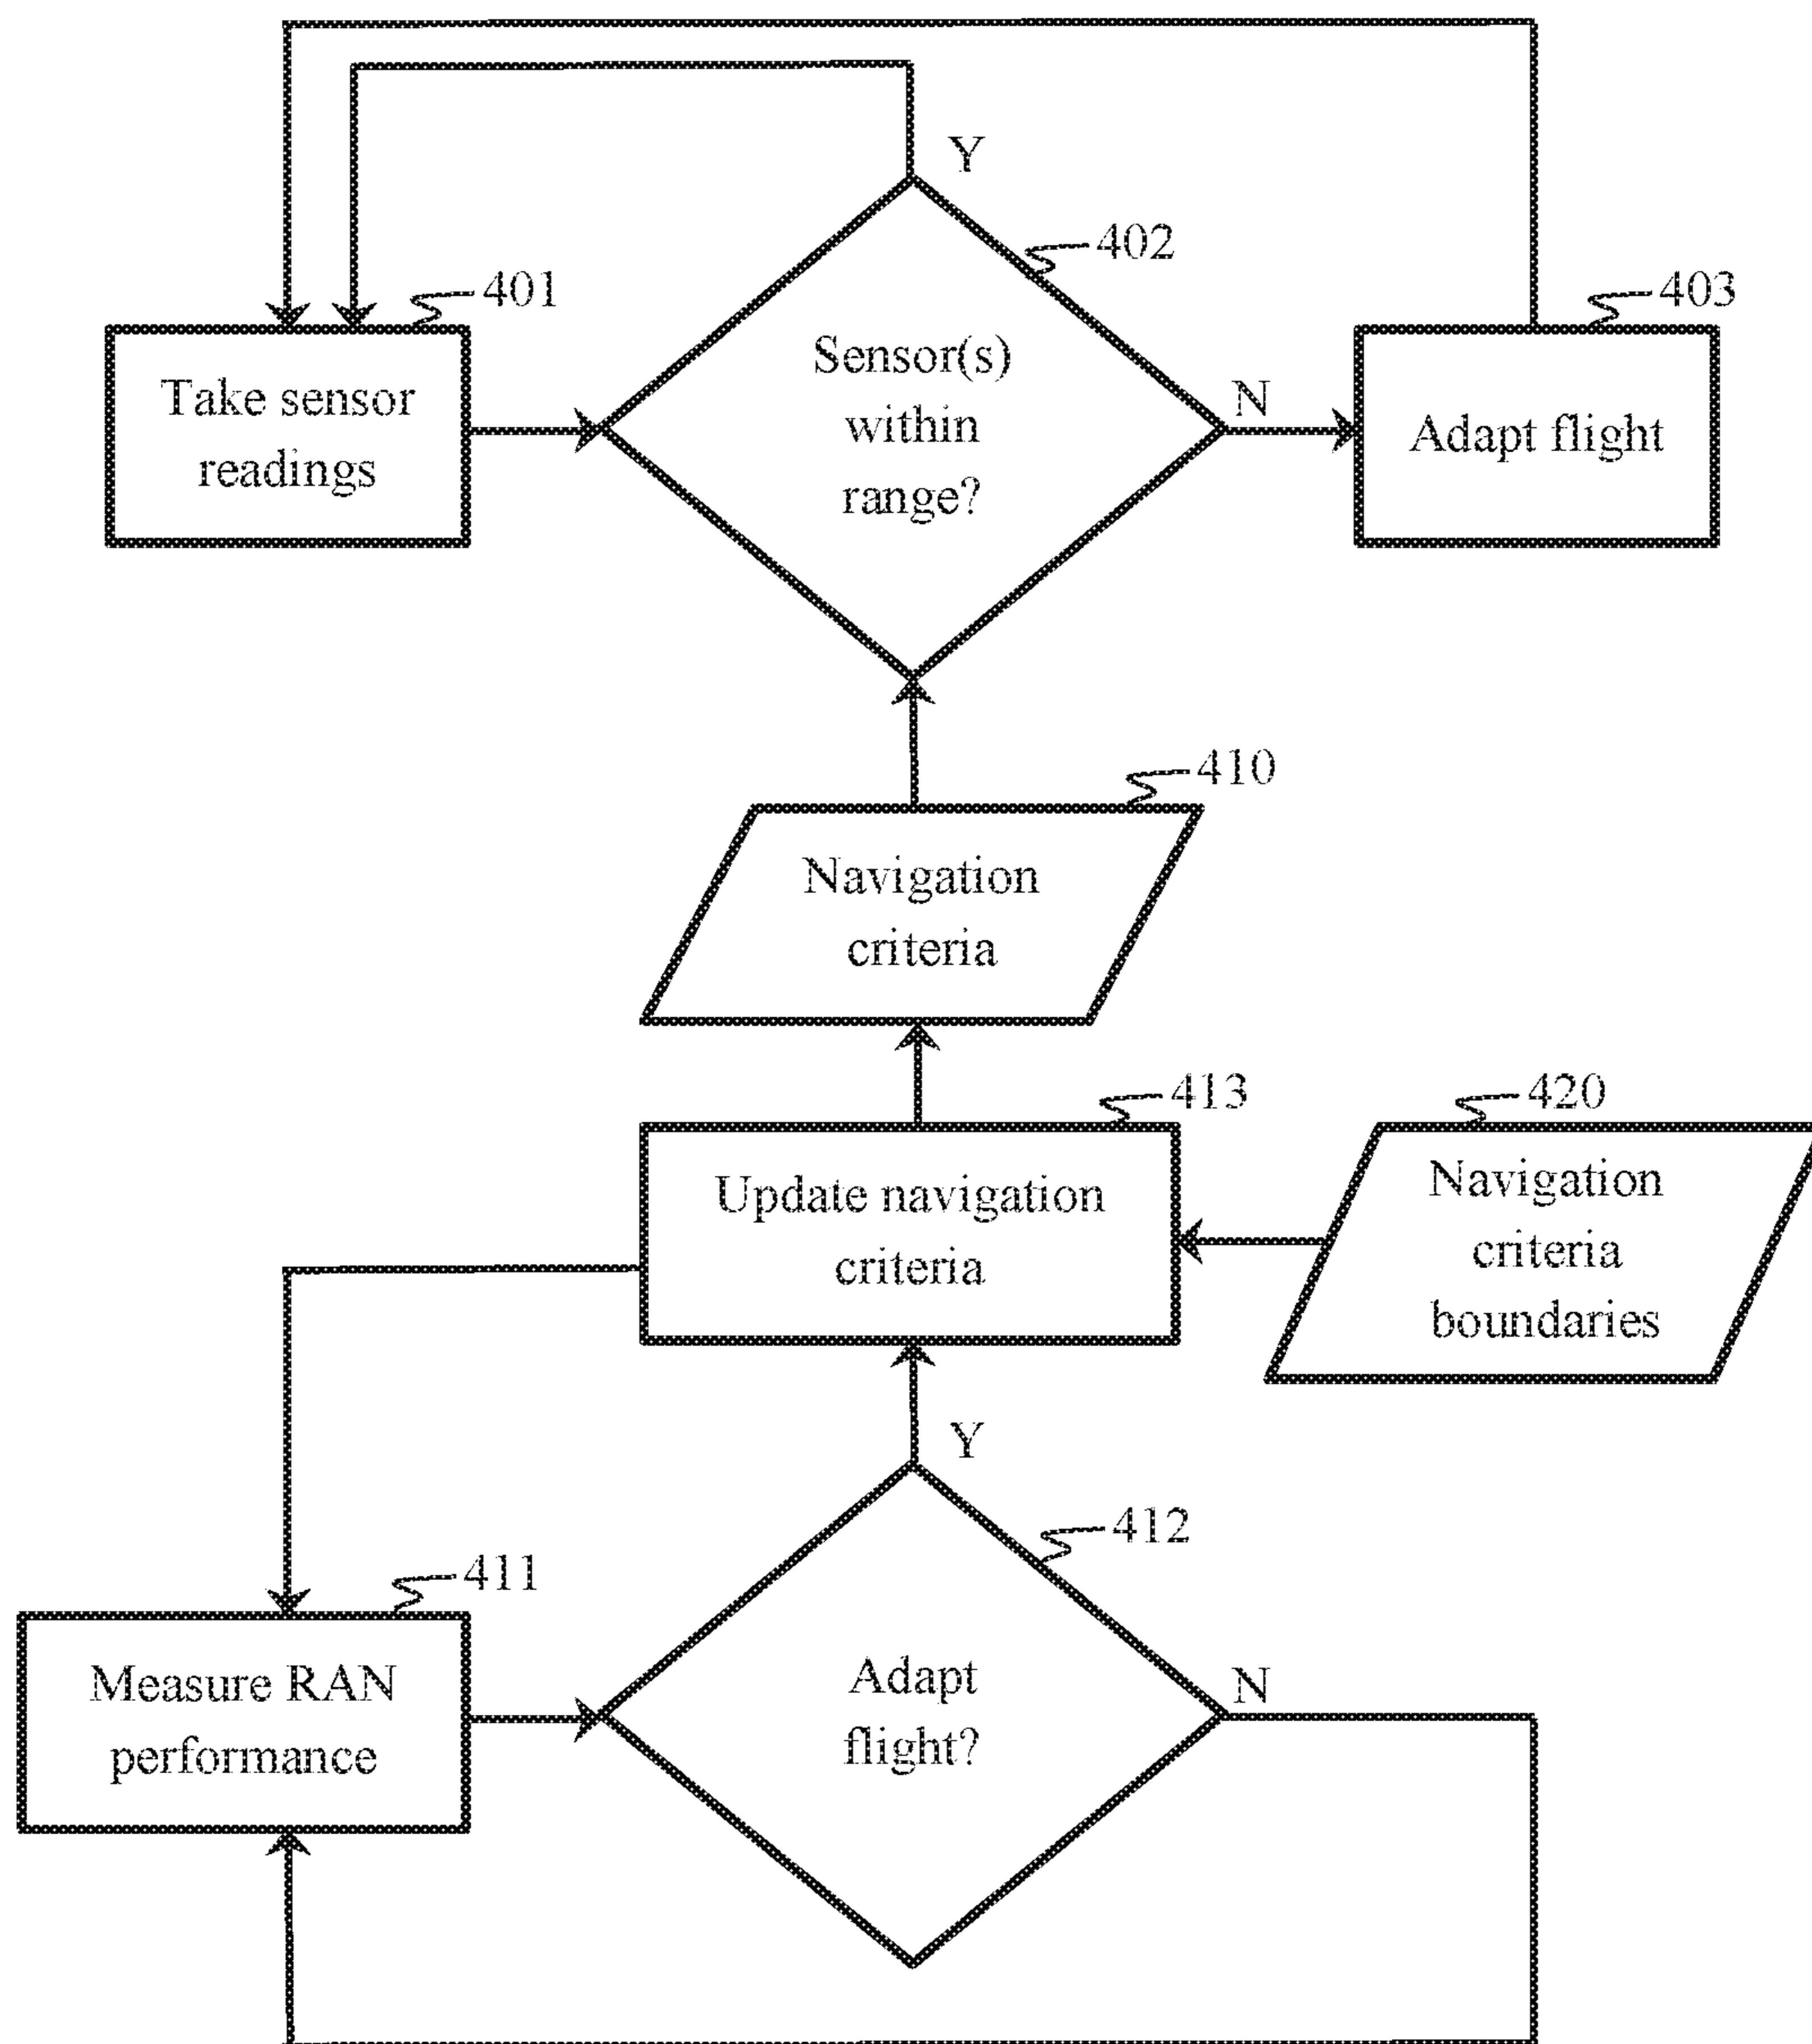 Y
402
401
403
Take sensor
readings
Sensor(s)
within
range?
N
Adapt flight
410
Navigation
criteria
413
420
Update navigation
criteria
Navigation
criteria
boundaries
Y
412
411
Measure RAN
performance
Adapt
flight?
N